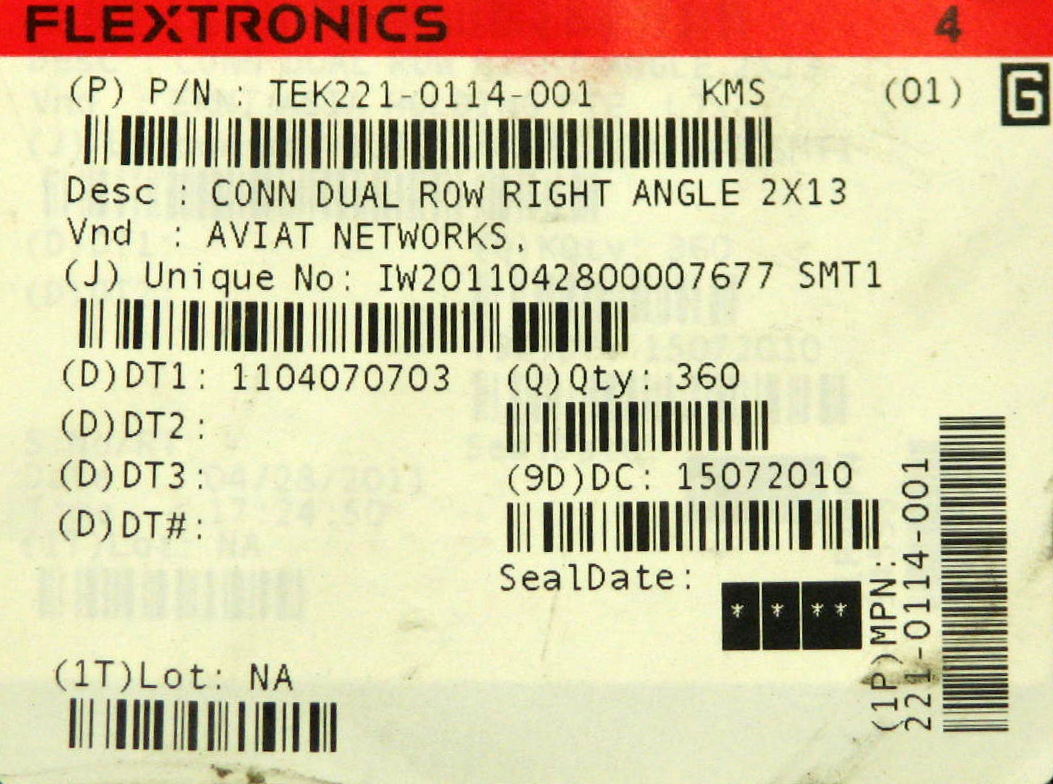 FLEXTRONICS 4
(P) P/N : TEK221-0114-001 KMS (01) G
Desc : CONN DUAL ROW RIGHT ANGLE 2X13
Vnd : AVIAT NETWORKS,
(J) Unique No: IW2011042800007677 SMT1
(D)DT1: 1104070703 (Q)Qty: 360
(D)DT2:
(D)DT3: (9D)DC: 15072010
(D)DT#:
SealDate:
* * * *
(1T)Lot: NA
(1P)MPN:
221-0114-001